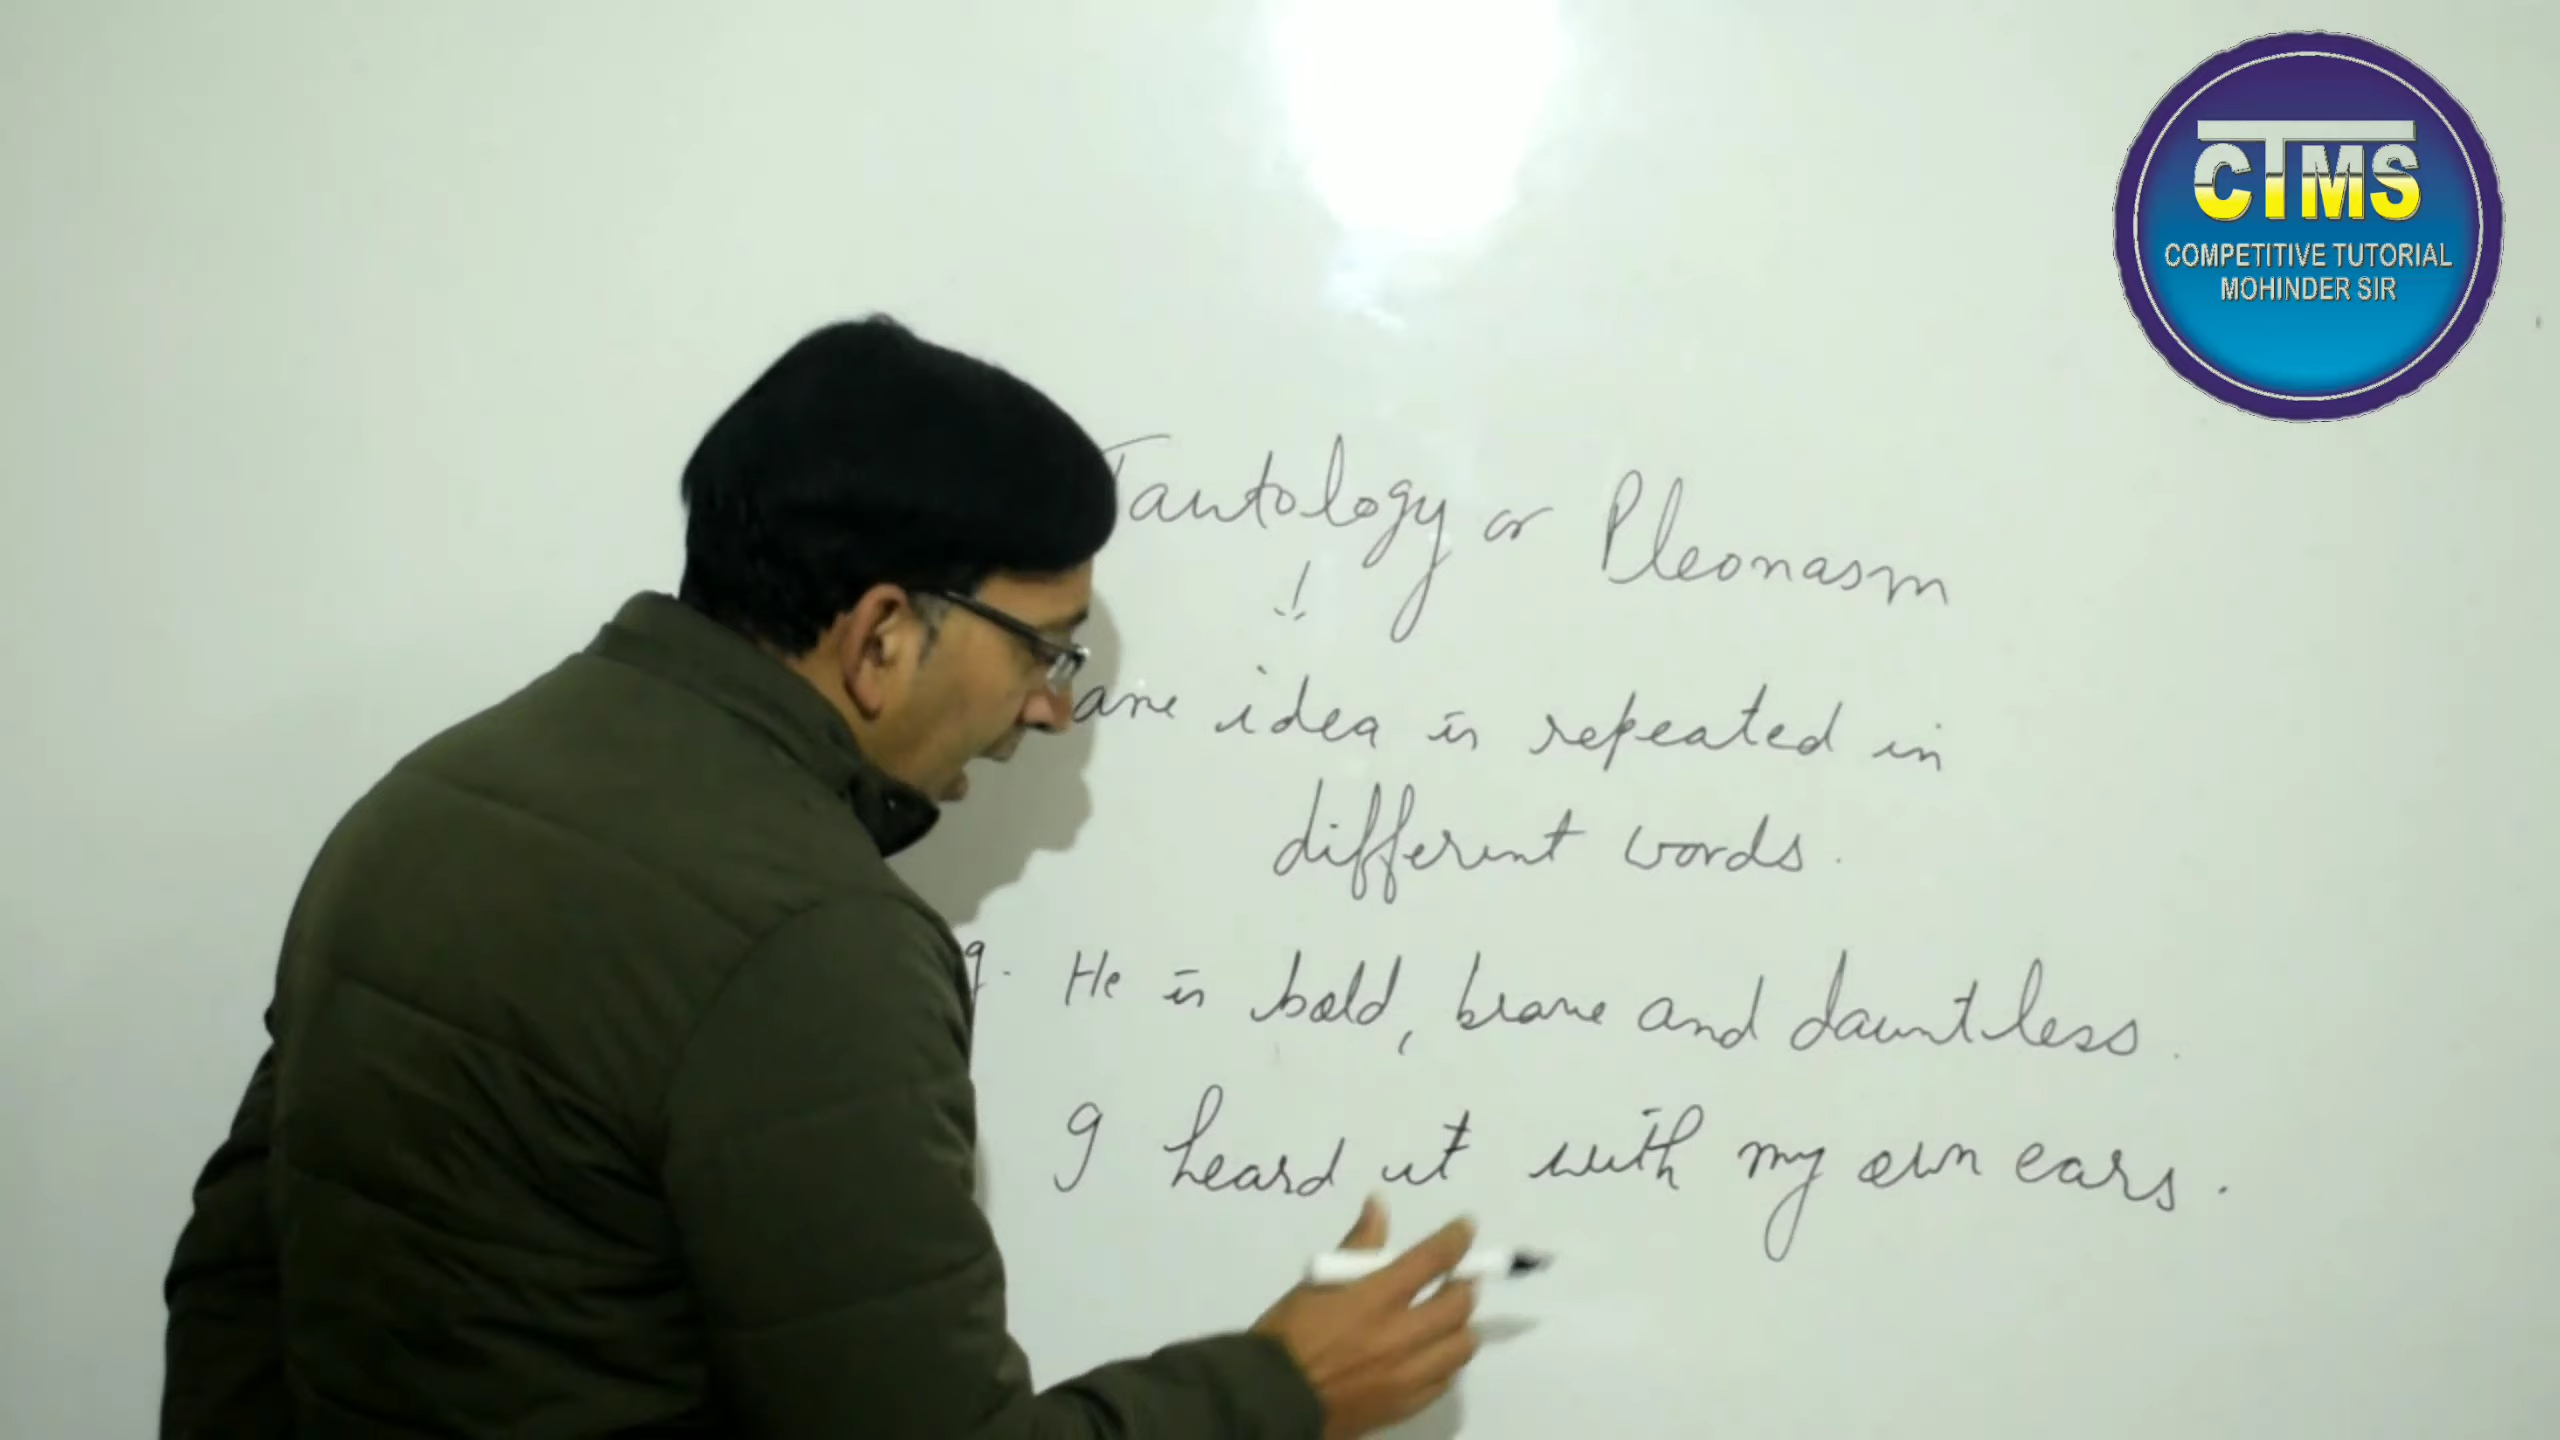 CTMS
COMPETITIVE TUTORIAL
MOHINDER SIR
Tautology or Pleonasm
idea is repeated in
different words.
He is bold, brave and dauntless.
I heard it with my own ears.